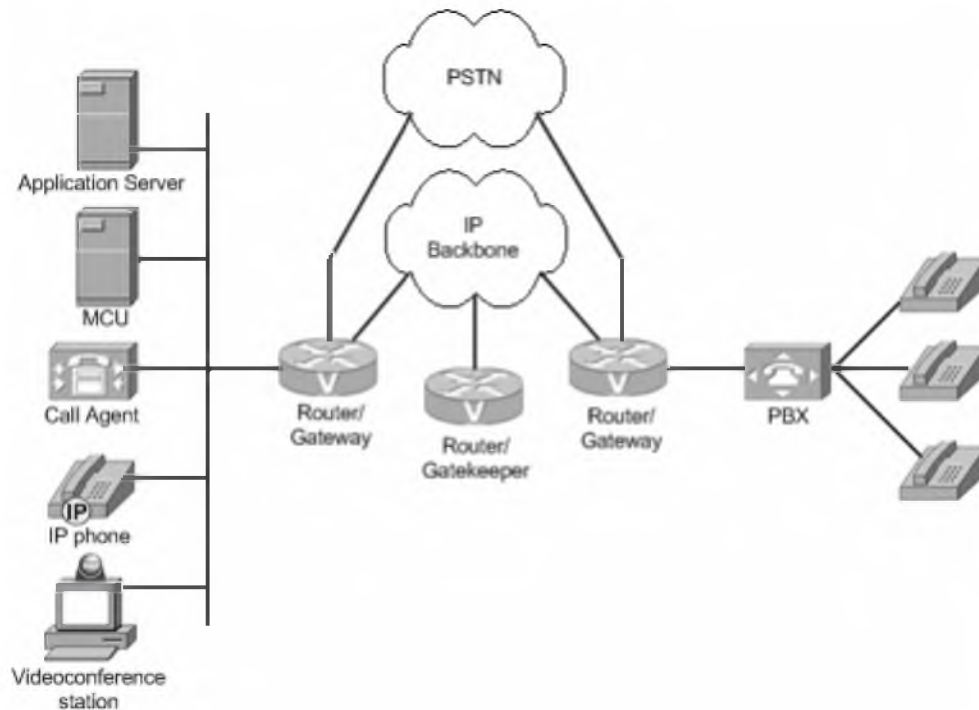 PSTN
IP
Backbone
Application Server
MCU
Call Agent
IP
IP phone
Videoconference
station
V
Router/
Gateway
V
Router/
Gatekeeper
V
Router/
Gateway
PBX